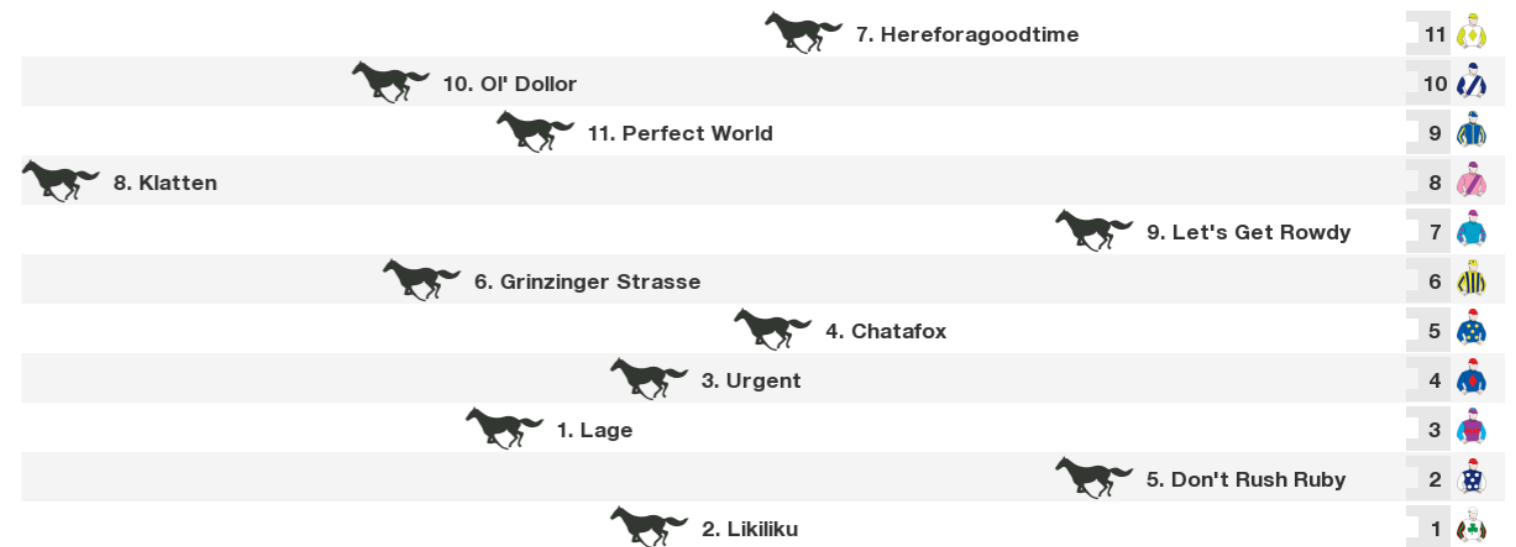 7. Hereforagoodtime 11
10. Ol' Dollor 10
11. Perfect World 9
8. Klatten 8
9. Let's Get Rowdy 7
6. Grinzinger Strasse 6
4. Chatafox 5
3. Urgent 4
1. Lage 3
5. Don't Rush Ruby 2
2. Likiliku 1